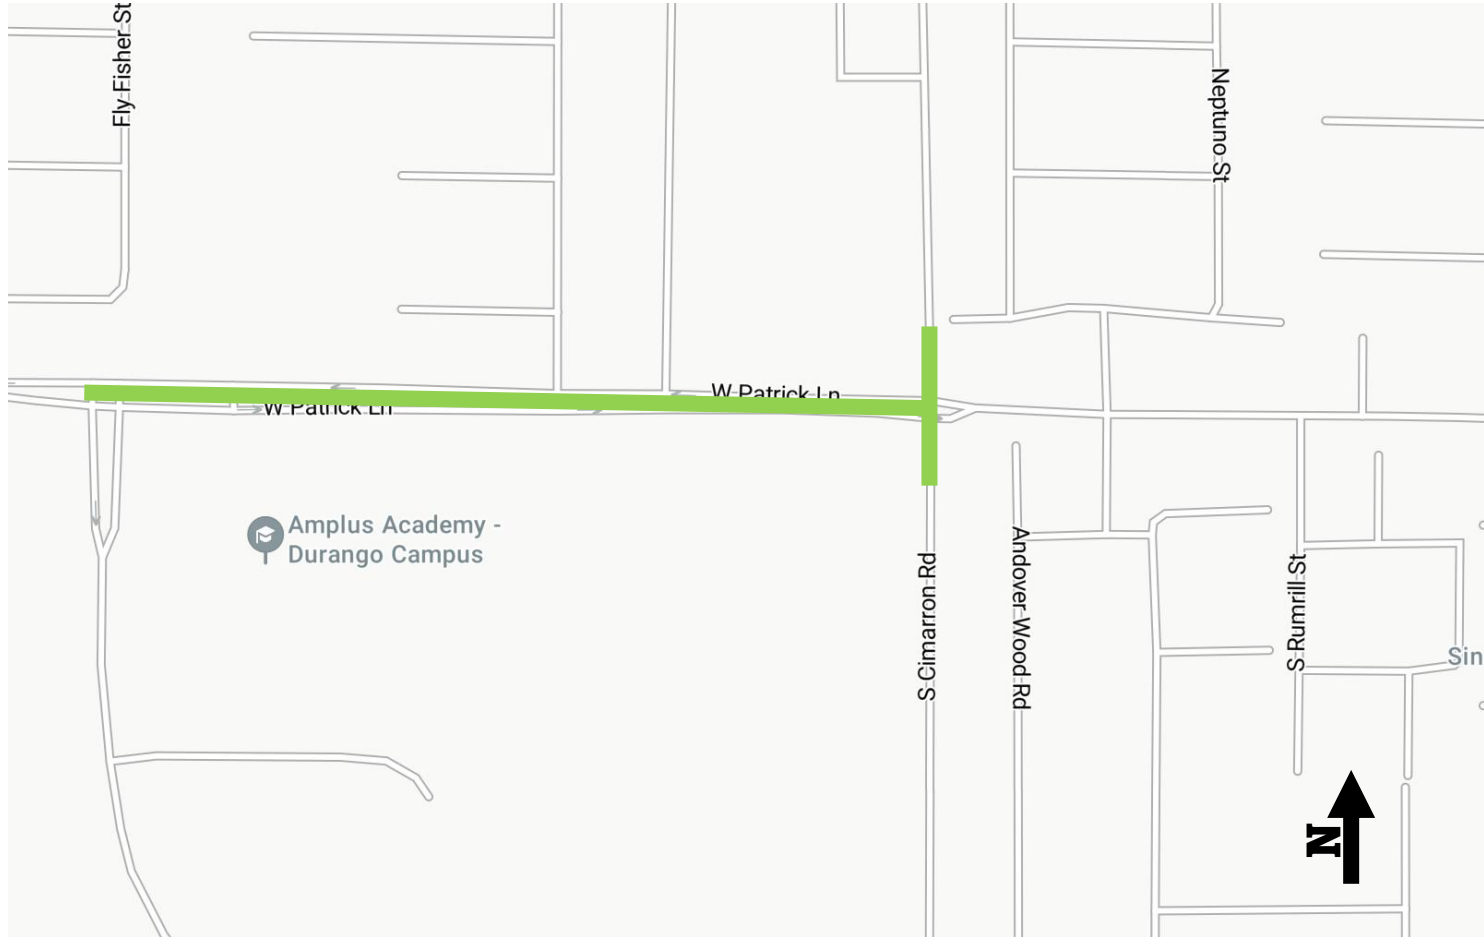 Fly Fisher St
Neptuno St
W Patrick Ln
W Patrick Ln
Amplus Academy -
Durango Campus
S Cimarron Rd
Andover Wood Rd
S Rumrill St
Sin
N